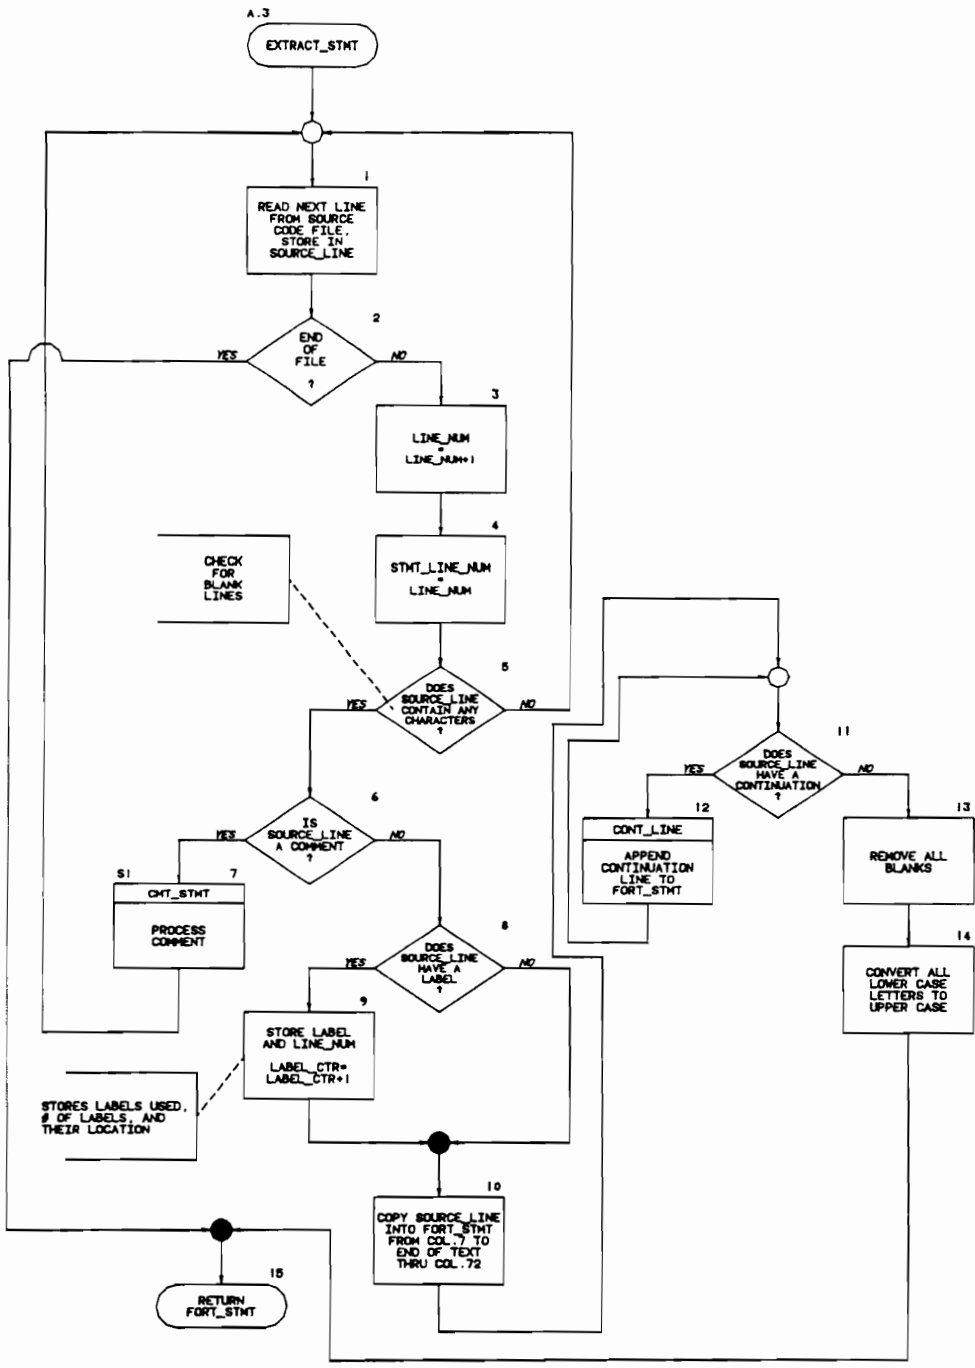 A.3
EXTRACT_STMT
1
READ NEXT LINE
FROM SOURCE
CODE FILE,
STORE IN
SOURCE_LINE
2
END
OF
FILE
?
YES
NO
3
LINE_NUM
=
LINE_NUM+1
4
STMT_LINE_NUM
=
LINE_NUM
CHECK
FOR
BLANK
LINES
5
DOES
SOURCE_LINE
CONTAIN ANY
CHARACTERS
?
YES
NO
6
IS
SOURCE_LINE
A COMMENT
?
YES
NO
S1
7
CMT_STMT
PROCESS
COMMENT
8
DOES
SOURCE_LINE
HAVE A
LABEL
?
YES
NO
9
STORE LABEL
AND LINE_NUM
LABEL_CTR=
LABEL_CTR+1
STORES LABELS USED,
# OF LABELS, AND
THEIR LOCATION
10
COPY SOURCE_LINE
INTO FORT_STMT
FROM COL.7 TO
END OF TEXT
THRU COL.72
11
DOES
SOURCE_LINE
HAVE A
CONTINUATION
?
YES
NO
12
CONT_LINE
APPEND
CONTINUATION
LINE TO
FORT_STMT
13
REMOVE ALL
BLANKS
14
CONVERT ALL
LOWER CASE
LETTERS TO
UPPER CASE
15
RETURN
FORT_STMT